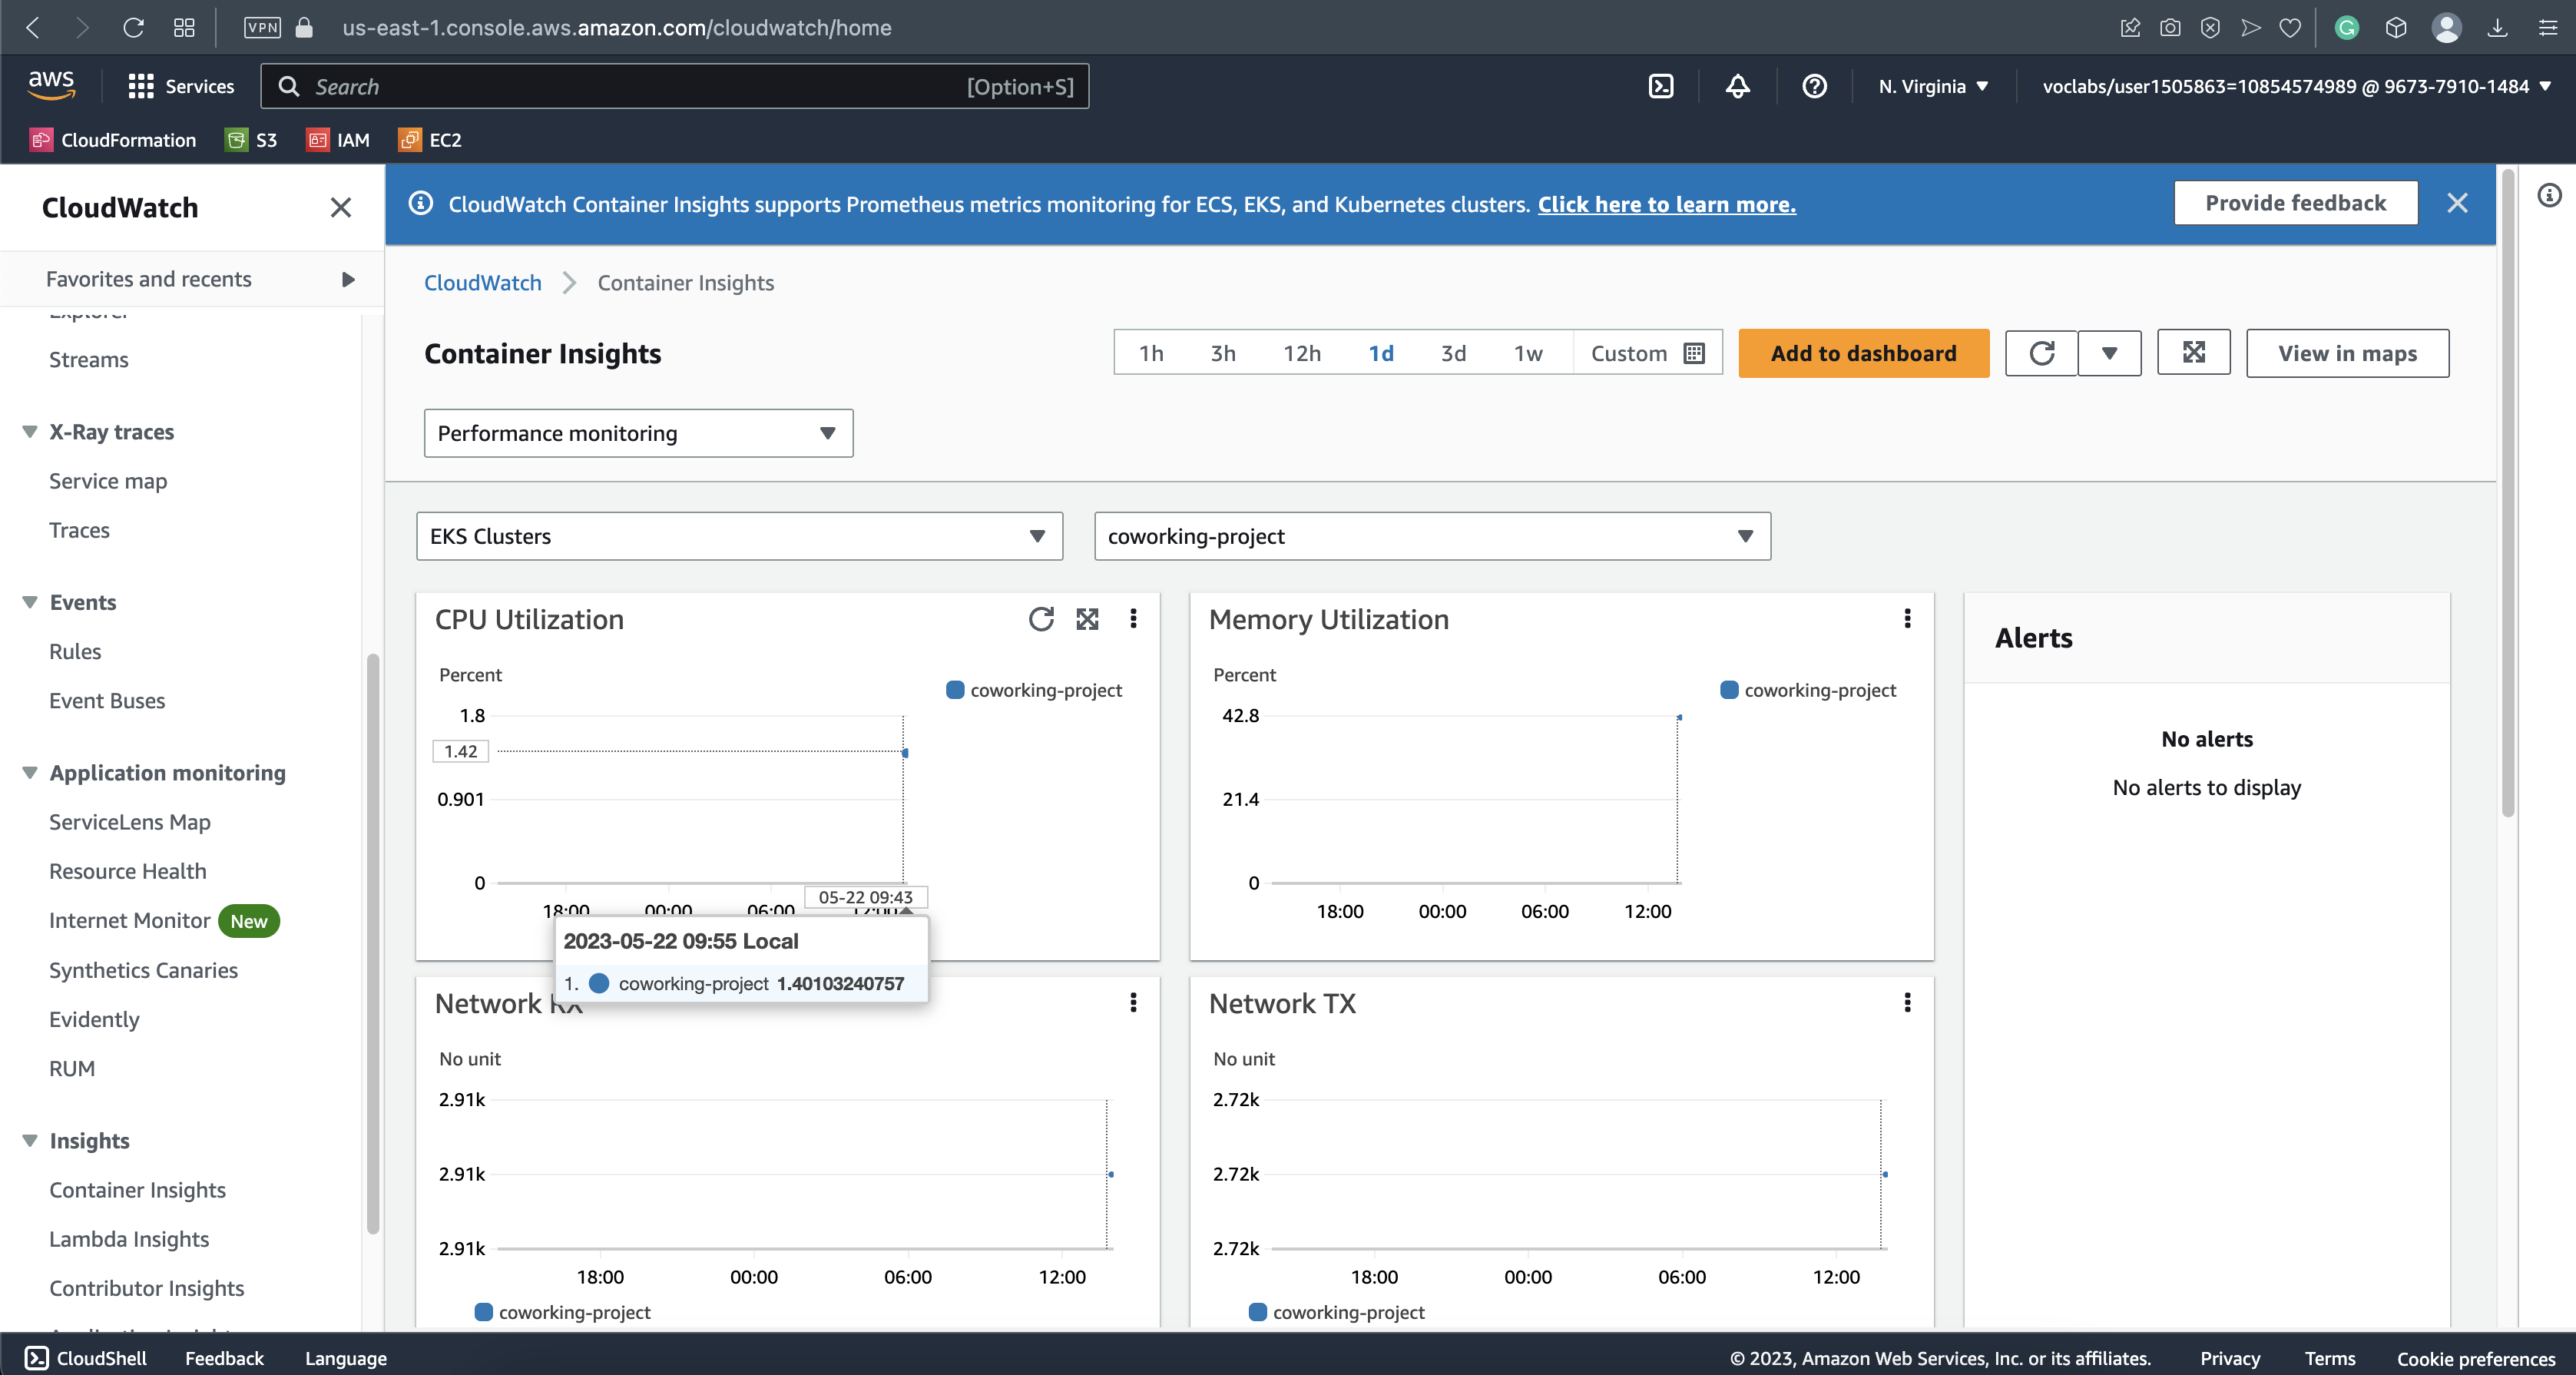 VPN us-east-1.console.aws.amazon.com/cloudwatch/home
aws Services Search [Option+S] N. Virginia voclabs/user1505863=10854574989 @ 9673-7910-1484
CloudFormation S3 IAM EC2
CloudWatch
CloudWatch Container Insights supports Prometheus metrics monitoring for ECS, EKS, and Kubernetes clusters. Click here to learn more. Provide feedback
Favorites and recents
Explorer
Streams
X-Ray traces
Service map
Traces
Events
Rules
Event Buses
Application monitoring
ServiceLens Map
Resource Health
Internet Monitor New
Synthetics Canaries
Evidently
RUM
Insights
Container Insights
Lambda Insights
Contributor Insights
CloudWatch Container Insights
Container Insights 1h 3h 12h 1d 3d 1w Custom Add to dashboard View in maps
Performance monitoring
EKS Clusters coworking-project
CPU Utilization
Percent
coworking-project
1.8
1.42
0.901
0
05-22 09:43
18:00 00:00 06:00 12:00
2023-05-22 09:55 Local
1. coworking-project 1.40103240757
Memory Utilization
Percent
coworking-project
42.8
21.4
0
18:00 00:00 06:00 12:00
Alerts
No alerts
No alerts to display
Network RX
No unit
2.91k
2.91k
2.91k
18:00 00:00 06:00 12:00
coworking-project
Network TX
No unit
2.72k
2.72k
2.72k
18:00 00:00 06:00 12:00
coworking-project
CloudShell Feedback Language © 2023, Amazon Web Services, Inc. or its affiliates. Privacy Terms Cookie preferences